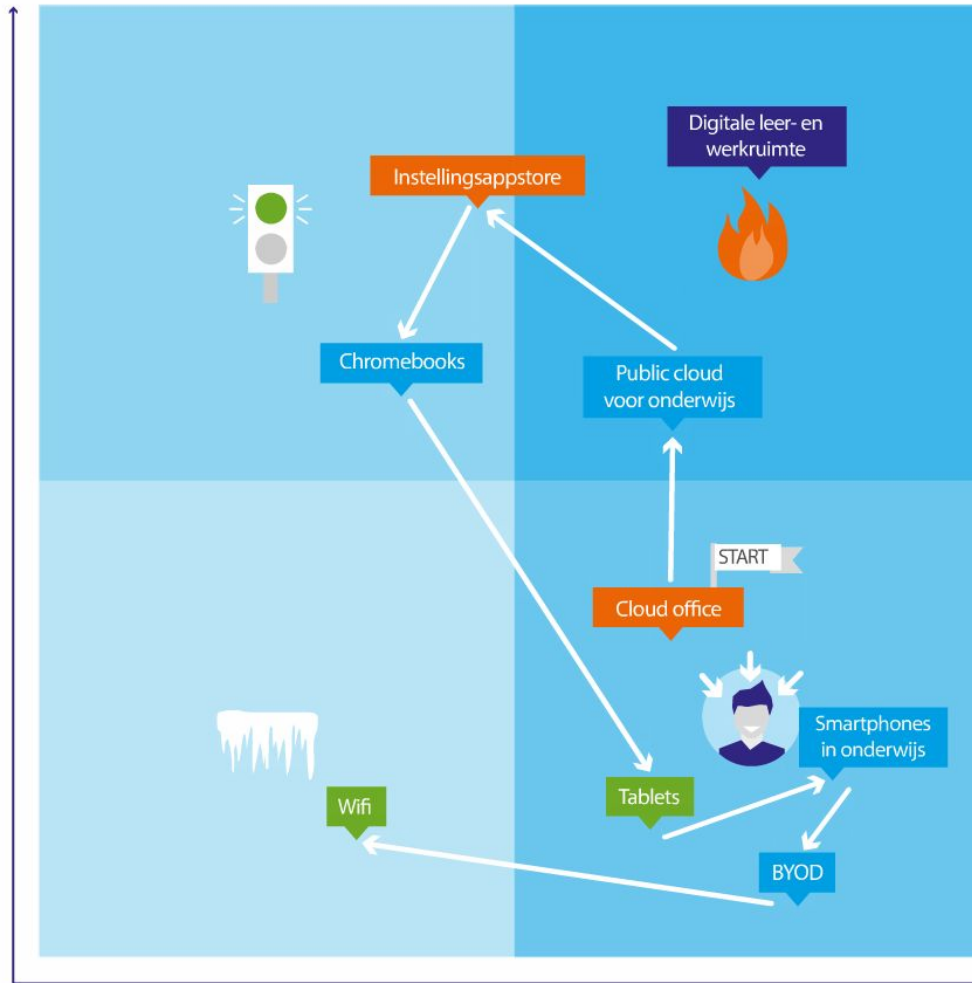 Digitale leer- en
werkruimte
Instellingsappstore
Chromebooks
Public cloud
voor onderwijs
START
Cloud office
Smartphones
in onderwijs
Tablets
Wifi
BYOD